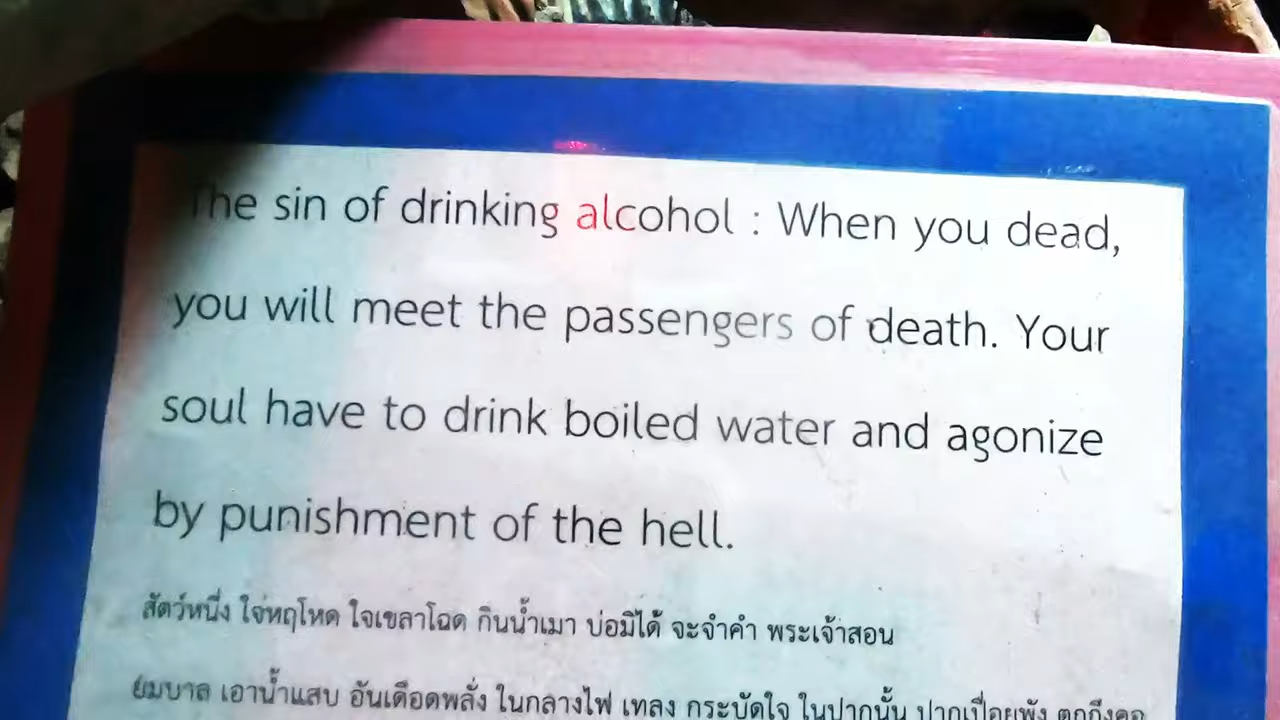 The sin of drinking alcohol : When you dead,
you will meet the passengers of death. Your
soul have to drink boiled water and agonize
by punishment of the hell.
สัตว์หนึ่ง ใจหฤโหด ใจเขลาโฉด กินน้ำเมา บ่อมิได้ จะจำคำ พระเจ้าสอน
ยมบาล เอาน้ำแสบ อันเดือดพลั่ง ในกลางไฟ เทลง กระบัดใจ ในปากนั้น ปากเปื่อยพัง ตกถึงคอ